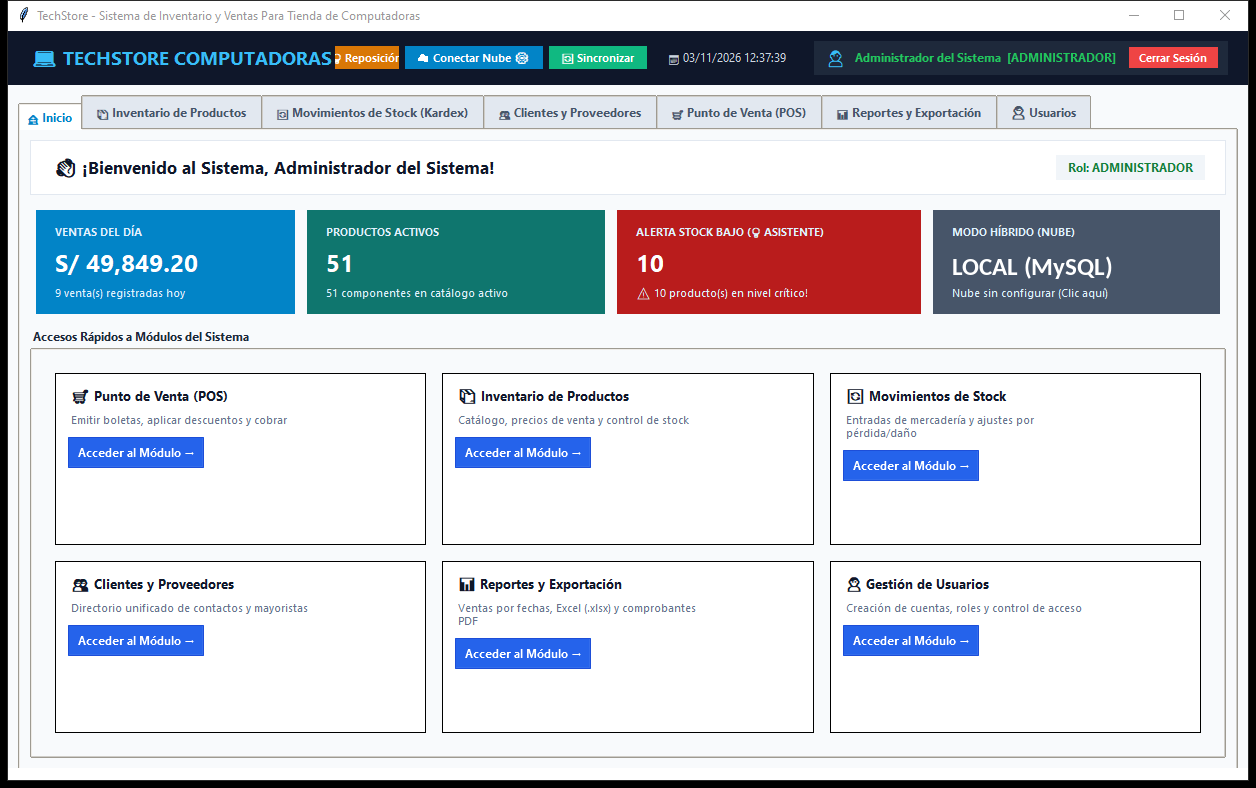 TechStore - Sistema de Inventario y Ventas Para Tienda de Computadoras
TECHSTORE COMPUTADORAS
Reposición
Conectar Nube
Sincronizar
03/11/2026 12:37:39
Administrador del Sistema [ADMINISTRADOR]
Cerrar Sesión
Inicio
Inventario de Productos
Movimientos de Stock (Kardex)
Clientes y Proveedores
Punto de Venta (POS)
Reportes y Exportación
Usuarios
¡Bienvenido al Sistema, Administrador del Sistema!
Rol: ADMINISTRADOR
VENTAS DEL DÍA
S/ 49,849.20
9 venta(s) registradas hoy
PRODUCTOS ACTIVOS
51
51 componentes en catálogo activo
ALERTA STOCK BAJO (💡 ASISTENTE)
10
⚠ 10 producto(s) en nivel crítico!
MODO HÍBRIDO (NUBE)
LOCAL (MySQL)
Nube sin configurar (Clic aquí)
Accesos Rápidos a Módulos del Sistema
Punto de Venta (POS)
Emitir boletas, aplicar descuentos y cobrar
Acceder al Módulo →
Inventario de Productos
Catálogo, precios de venta y control de stock
Acceder al Módulo →
Movimientos de Stock
Entradas de mercadería y ajustes por
pérdida/daño
Acceder al Módulo →
Clientes y Proveedores
Directorio unificado de contactos y mayoristas
Acceder al Módulo →
Reportes y Exportación
Ventas por fechas, Excel (.xlsx) y comprobantes
PDF
Acceder al Módulo →
Gestión de Usuarios
Creación de cuentas, roles y control de acceso
Acceder al Módulo →